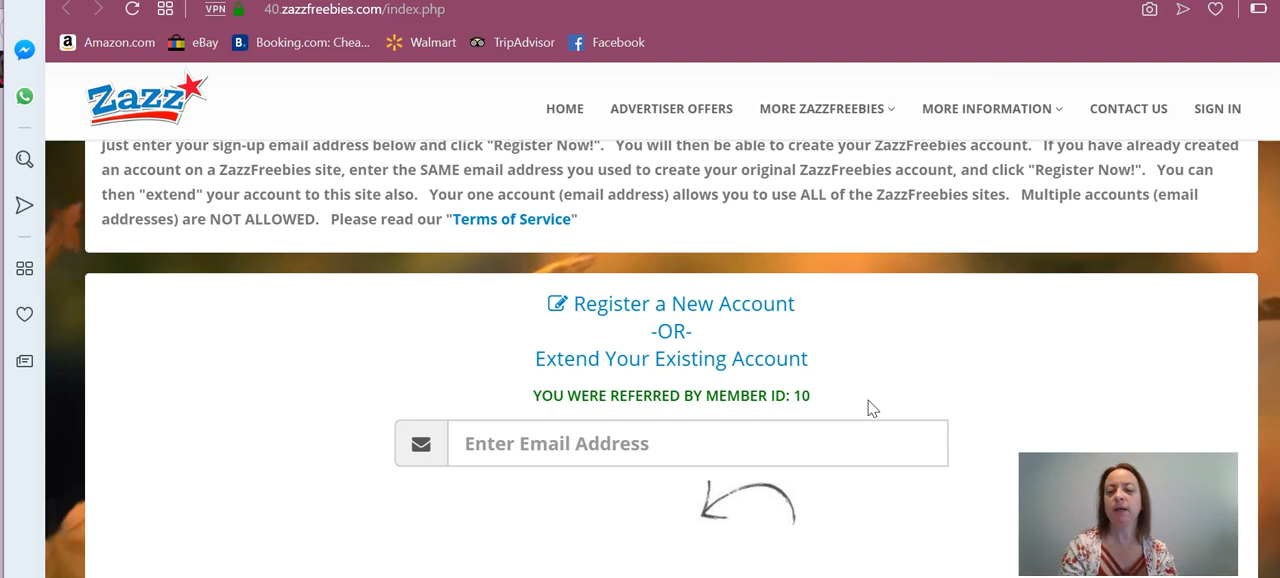 VPN
40.zazzfreebies.com/index.php
Amazon.com eBay Booking.com: Chea... Walmart TripAdvisor Facebook
Zazz HOME ADVERTISER OFFERS MORE ZAZZFREEBIES MORE INFORMATION CONTACT US SIGN IN
just enter your sign-up email address below and click "Register Now!". You will then be able to create your ZazzFreebies account. If you have already created
an account on a ZazzFreebies site, enter the SAME email address you used to create your original ZazzFreebies account, and click "Register Now!". You can
then "extend" your account to this site also. Your one account (email address) allows you to use ALL of the ZazzFreebies sites. Multiple accounts (email
addresses) are NOT ALLOWED. Please read our "Terms of Service"
Register a New Account
-OR-
Extend Your Existing Account
YOU WERE REFERRED BY MEMBER ID: 10
Enter Email Address